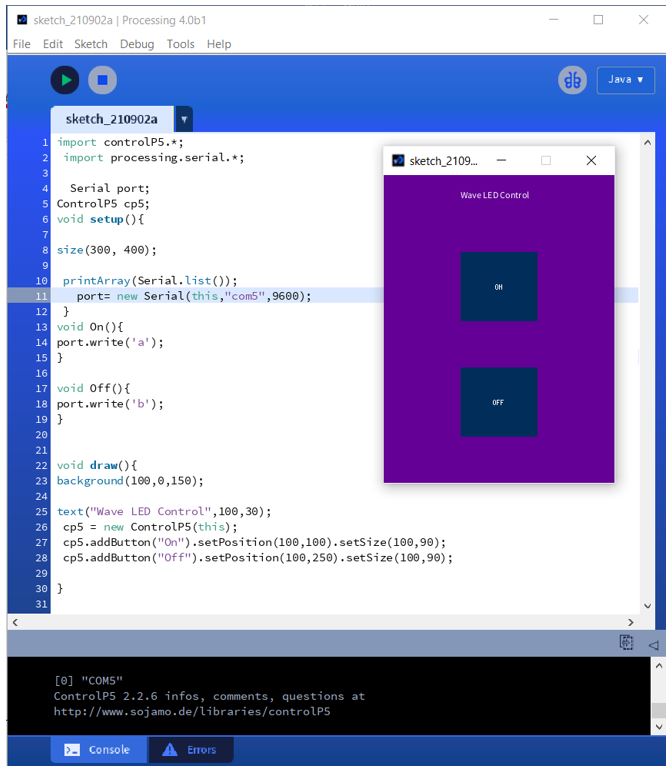 sketch_210902a | Processing 4.0b1
File Edit Sketch Debug Tools Help
Java ▼
sketch_210902a ▼
1 import controlP5.*;
2 import processing.serial.*;
3
4 Serial port;
5 ControlP5 cp5;
6 void setup(){
7
8 size(300, 400);
9
10 printArray(Serial.list());
11 port= new Serial(this,"com5",9600);
12 }
13 void On(){
14 port.write('a');
15 }
16
17 void Off(){
18 port.write('b');
19 }
20
21
22 void draw(){
23 background(100,0,150);
24
25 text("Wave LED Control",100,30);
26 cp5 = new ControlP5(this);
27 cp5.addButton("On").setPosition(100,100).setSize(100,90);
28 cp5.addButton("Off").setPosition(100,250).setSize(100,90);
29
30 }
31
sketch_2109...
Wave LED Control
ON
OFF
[0] "COM5"
ControlP5 2.2.6 infos, comments, questions at
http://www.sojamo.de/libraries/controlP5
Console Errors